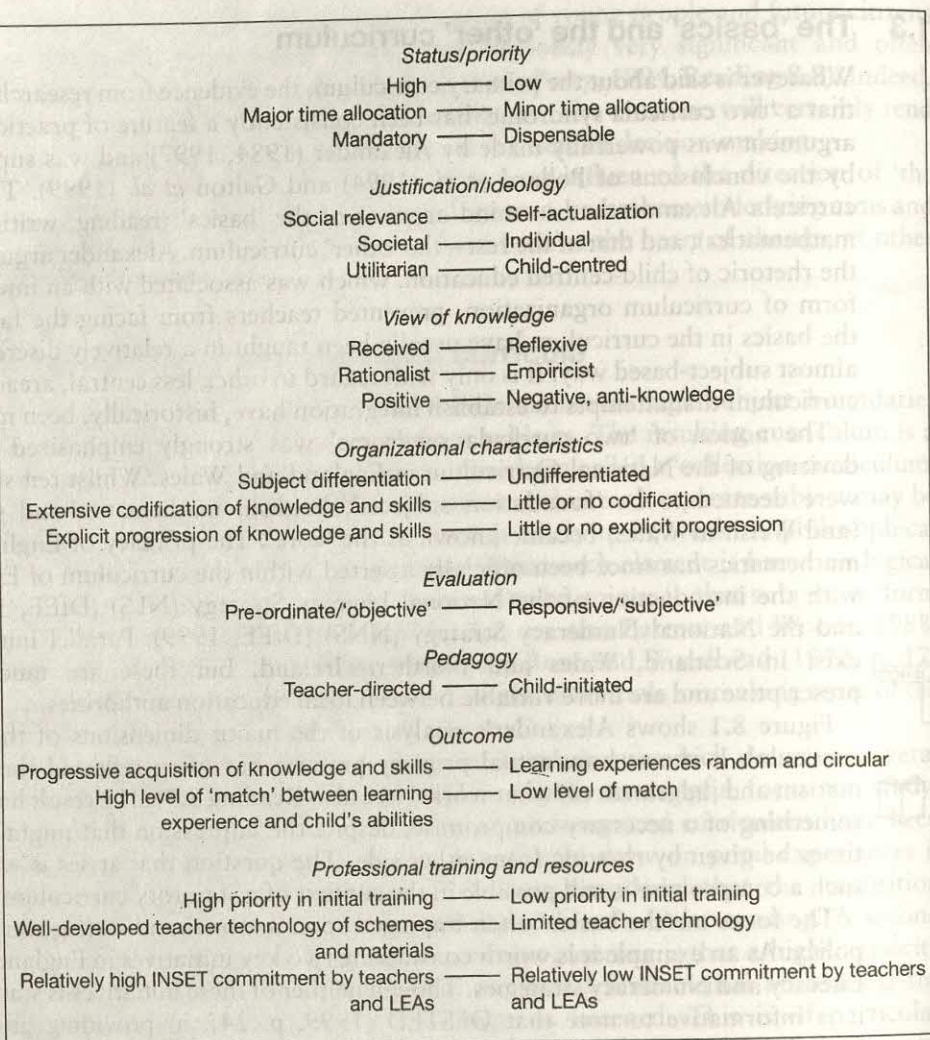 Status/priority
High —— Low
Major time allocation —— Minor time allocation
Mandatory —— Dispensable
Justification/ideology
Social relevance —— Self-actualization
Societal —— Individual
Utilitarian —— Child-centred
View of knowledge
Received —— Reflexive
Rationalist —— Empiricist
Positive —— Negative, anti-knowledge
Organizational characteristics
Subject differentiation —— Undifferentiated
Extensive codification of knowledge and skills —— Little or no codification
Explicit progression of knowledge and skills —— Little or no explicit progression
Evaluation
Pre-ordinate/'objective' —— Responsive/'subjective'
Pedagogy
Teacher-directed —— Child-initiated
Outcome
Progressive acquisition of knowledge and skills —— Learning experiences random and circular
High level of 'match' between learning —— Low level of match
experience and child's abilities
Professional training and resources
High priority in initial training —— Low priority in initial training
Well-developed teacher technology of schemes —— Limited teacher technology
and materials
Relatively high INSET commitment by teachers —— Relatively low INSET commitment by teachers
and LEAs and LEAs